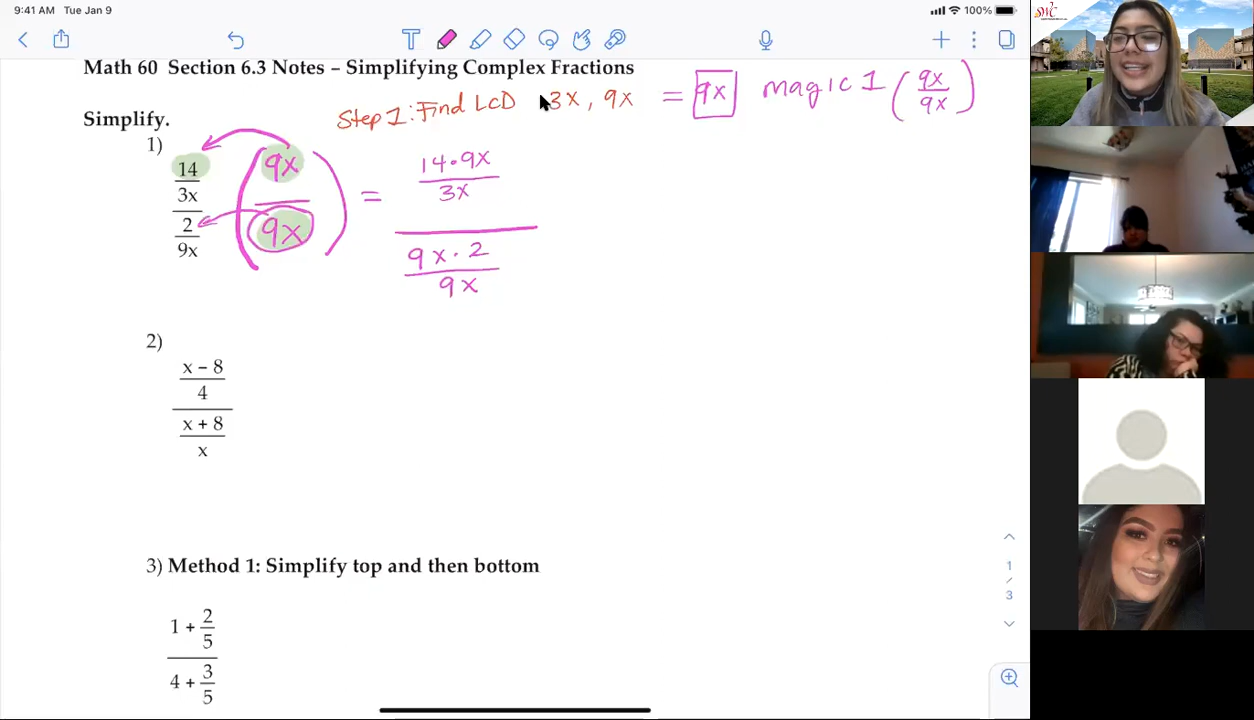 9:41 AM Tue Jan 9
100%
Math 60 Section 6.3 Notes – Simplifying Complex Fractions
Step 1: Find LCD 3x, 9x = 9x magic 1 (9x/9x)
Simplify.
1)
14
3x
2
9x
(9x
9x)
=
14•9x
3x
9x•2
9x
2)
x – 8
4
x + 8
x
3) Method 1: Simplify top and then bottom
1 + 2/5
4 + 3/5
1
/
3
SWC